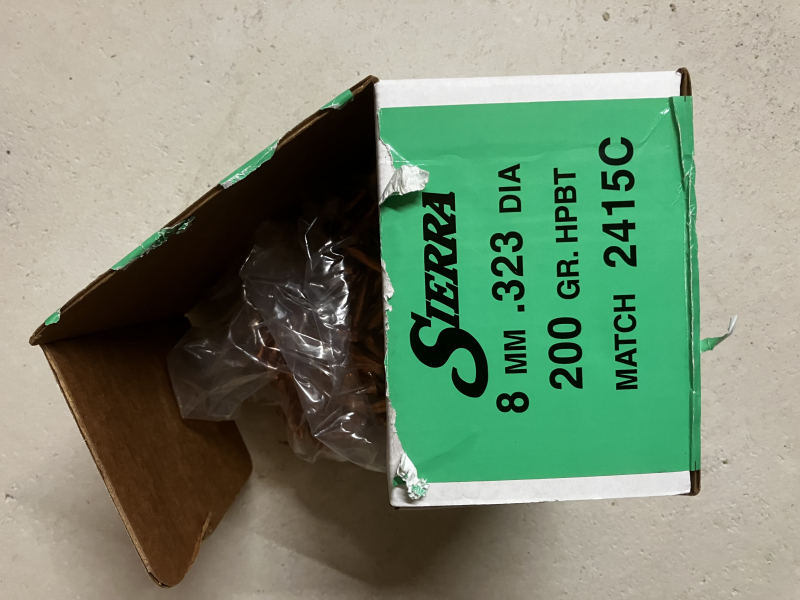 SIERRA
8 MM .323 DIA
200 GR. HPBT
MATCH 2415C